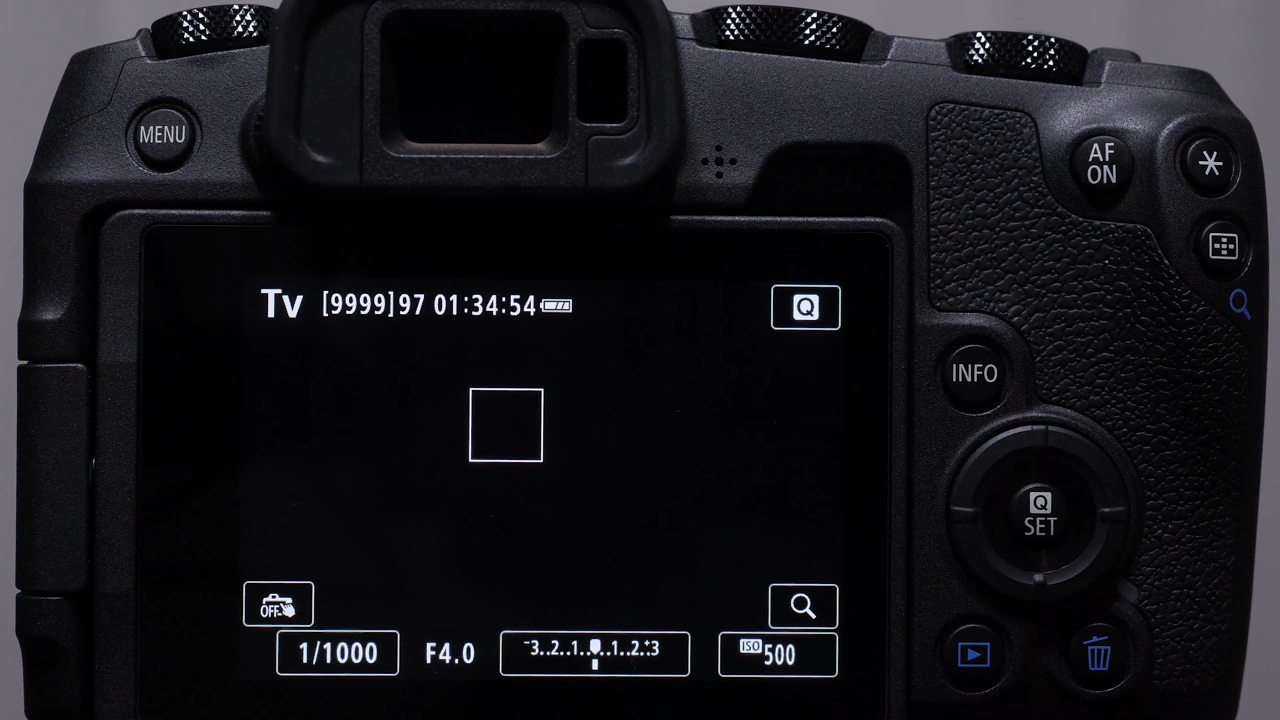 MENU
AF
ON
Tv [9999]97 01:34:54
Q
INFO
Q
SET
OFF
1/1000 F4.0 -3..2..1..0..1..2..+3 ISO 500